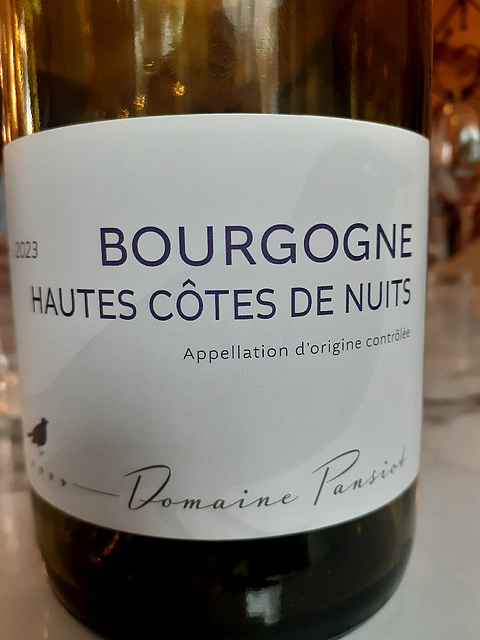 2023
BOURGOGNE
HAUTES CÔTES DE NUITS
Appellation d'origine contrôlée
Domaine Pansiot